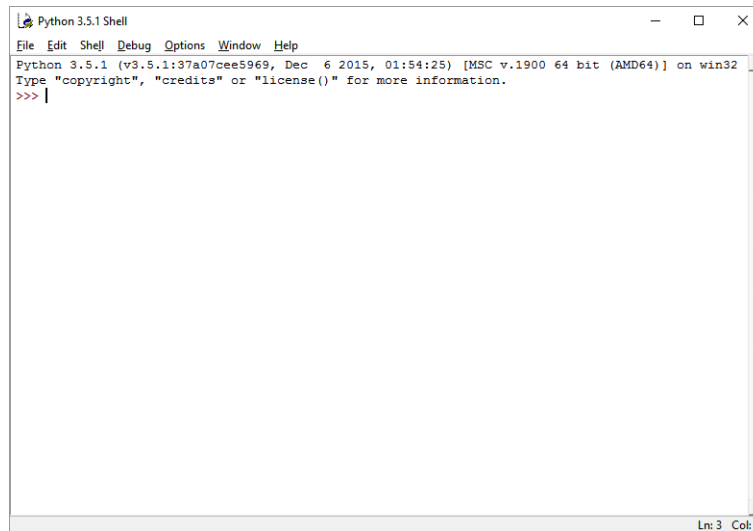 Python 3.5.1 Shell
File Edit Shell Debug Options Window Help
Python 3.5.1 (v3.5.1:37a07cee5969, Dec  6 2015, 01:54:25) [MSC v.1900 64 bit (AMD64)] on win32
Type "copyright", "credits" or "license()" for more information.
>>>
Ln: 3 Col: